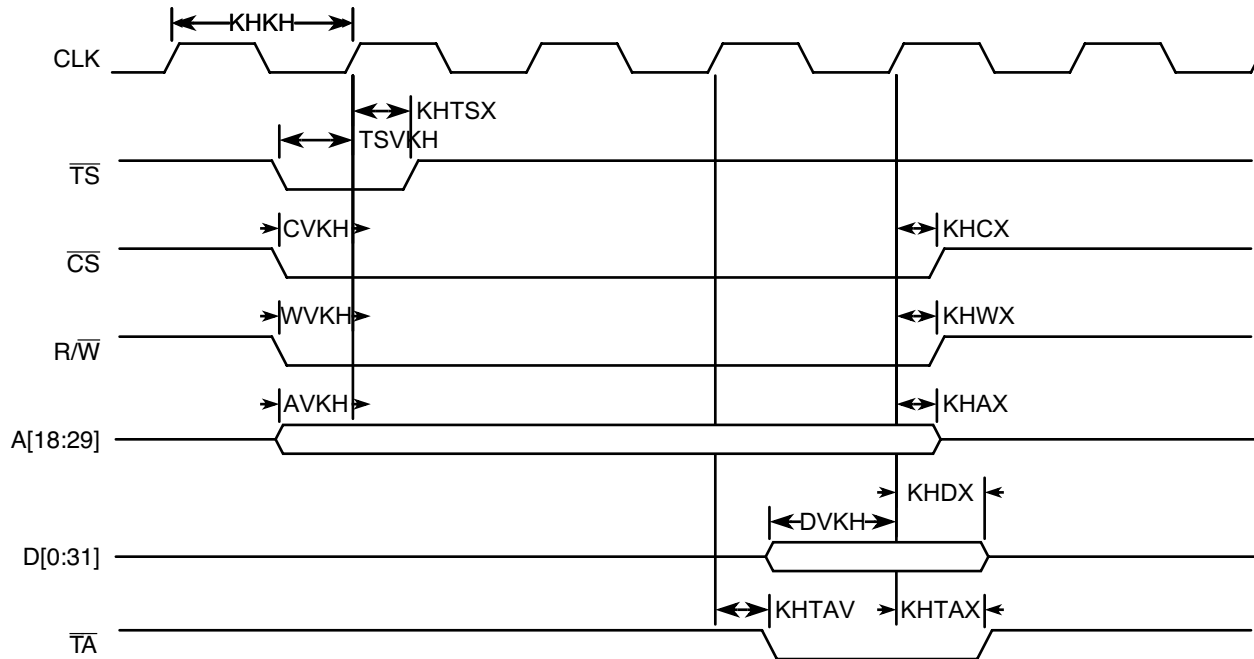 KHKH
CLK
KHTSX
TSVKH
TS
CVKH
KHCX
CS
WVKH
KHWX
R/W
AVKH
KHAX
A[18:29]
KHDX
DVKH
D[0:31]
KHTAV
KHTAX
TA